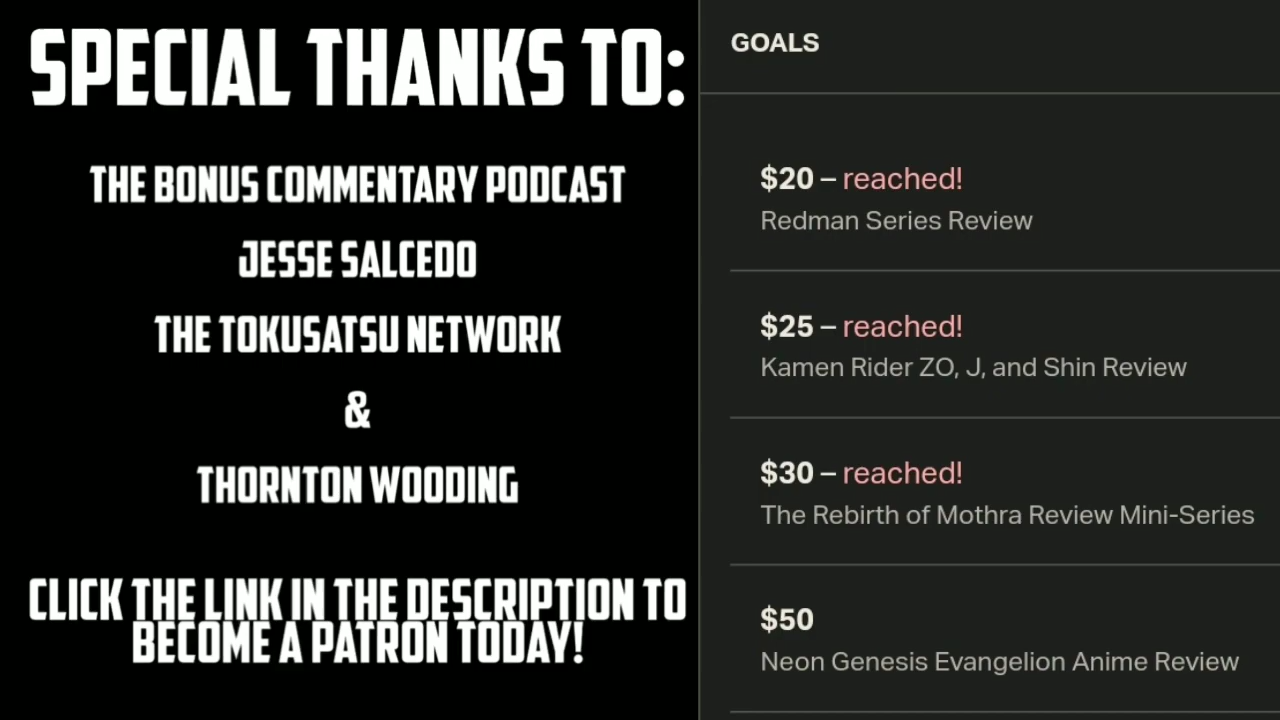 SPECIAL THANKS TO:
THE BONUS COMMENTARY PODCAST
JESSE SALCEDO
THE TOKUSATSU NETWORK
&
THORNTON WOODING
CLICK THE LINK IN THE DESCRIPTION TO
BECOME A PATRON TODAY!
GOALS
$20 – reached!
Redman Series Review
$25 – reached!
Kamen Rider ZO, J, and Shin Review
$30 – reached!
The Rebirth of Mothra Review Mini-Series
$50
Neon Genesis Evangelion Anime Review